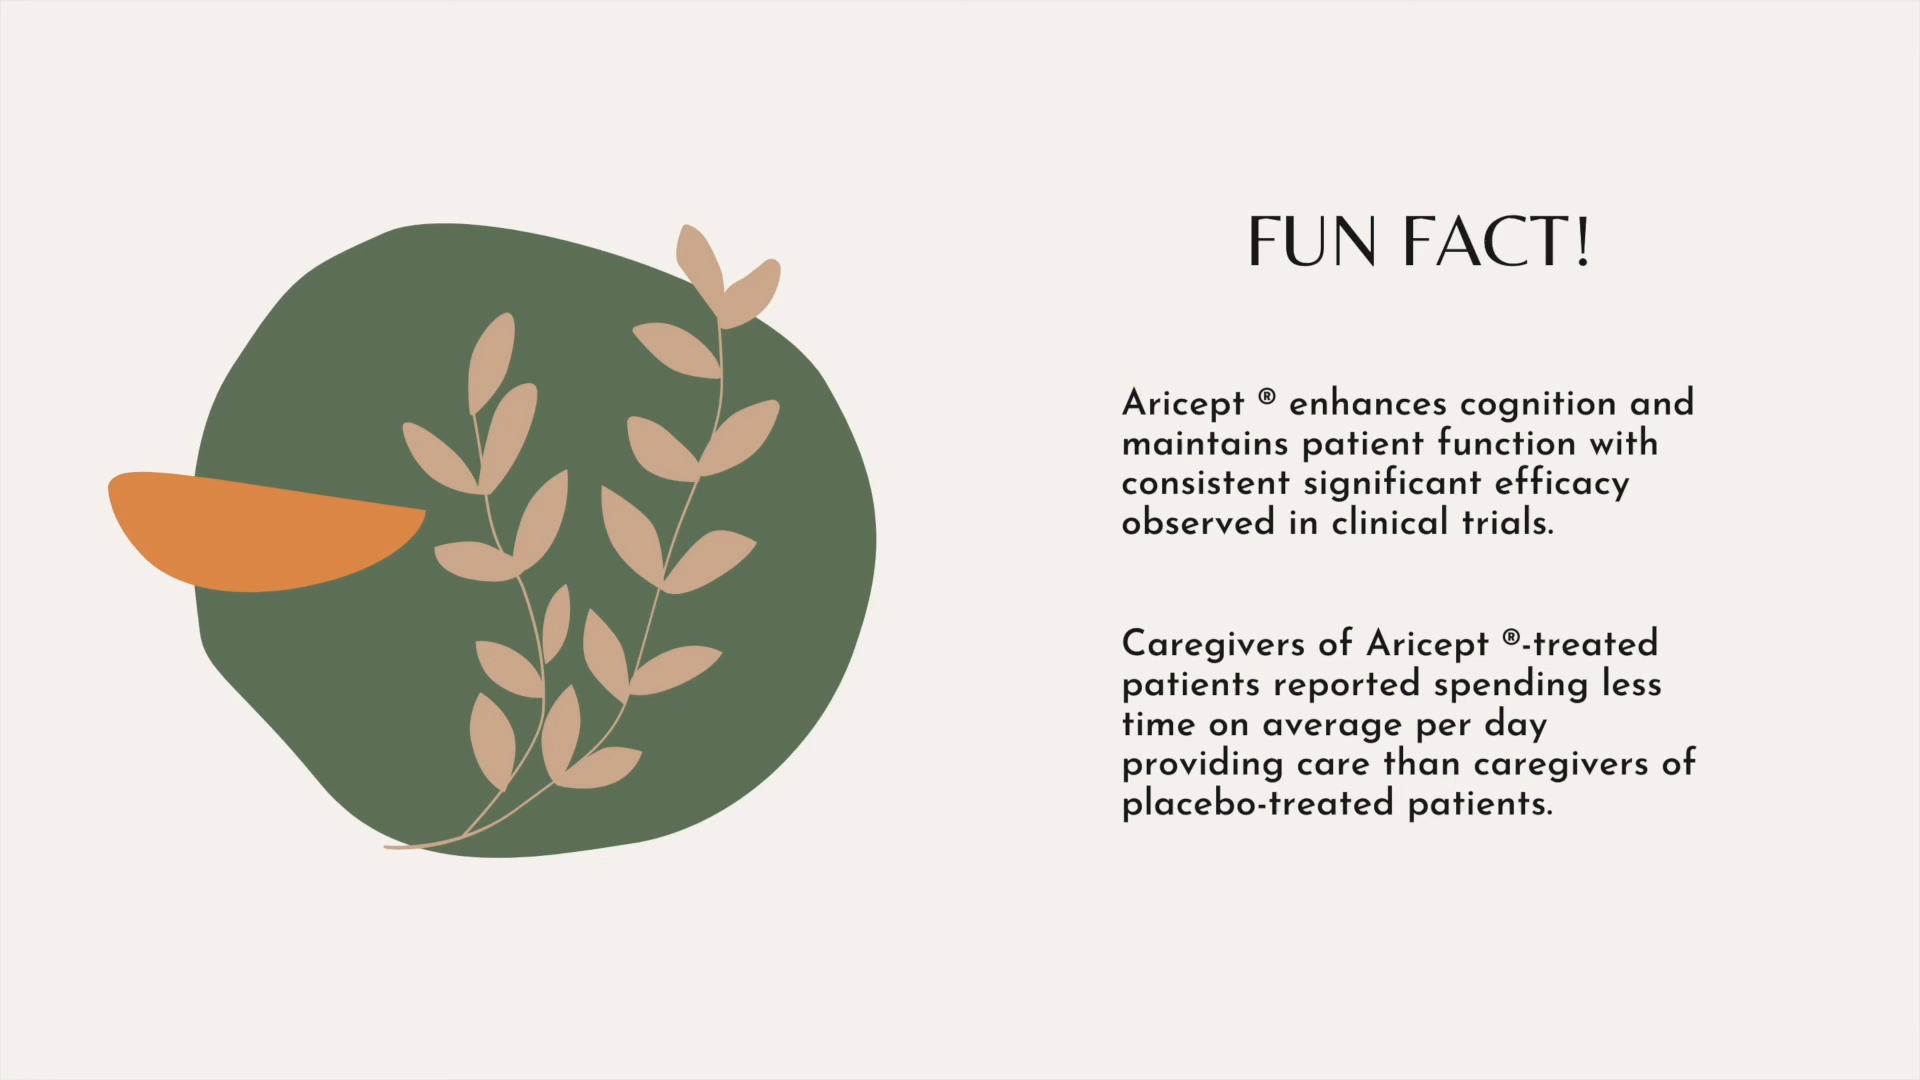 FUN FACT!
Aricept ® enhances cognition and
maintains patient function with
consistent significant efficacy
observed in clinical trials.
Caregivers of Aricept ®-treated
patients reported spending less
time on average per day
providing care than caregivers of
placebo-treated patients.